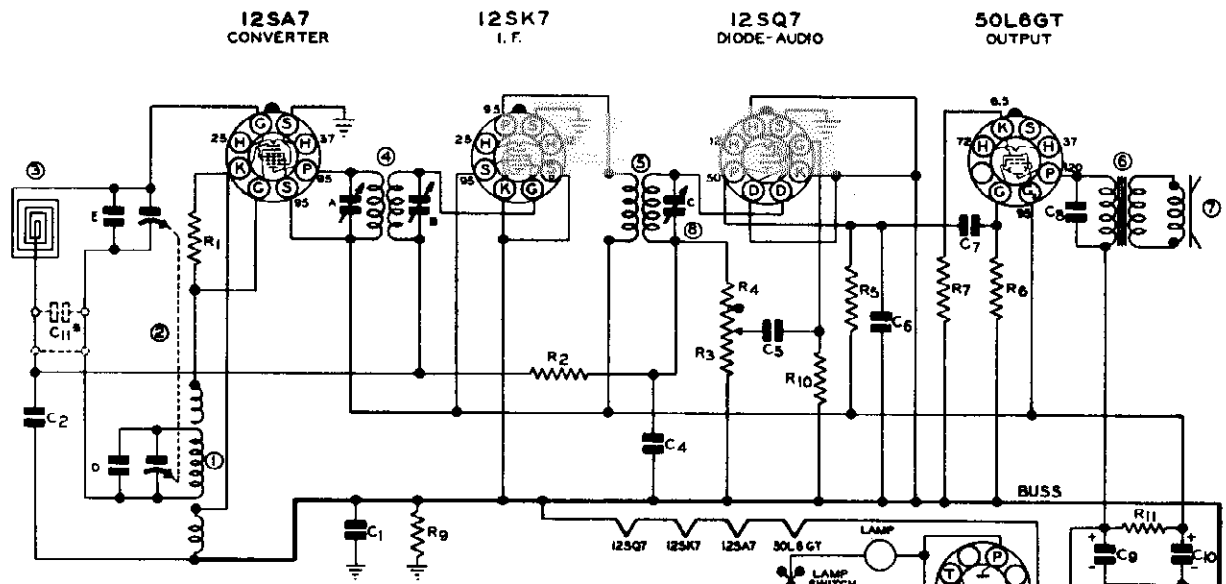 12SA7 12SK7 12SQ7 50L6GT
CONVERTER I.F. DIODE-AUDIO OUTPUT
9.5 6.5
G S P S K S
25 H H 37 25 H H 72 H H 37
③ K P 95 ④ 95 S ⑤ 50 P K P 120 ⑥
G S 95 K G D D G G 95
E A B C C8 ⑦
R1 ⑧ C7
C11* ② R4 R5 R7 R6
C6
R2 R3 C5
R10
C2
C4
D ①
BUSS
C1 R9 R11
12SQ7 12SK7 12SA7 50L6GT LAMP
+ C9 - + C10 -
T P
LAMP
SWITCH